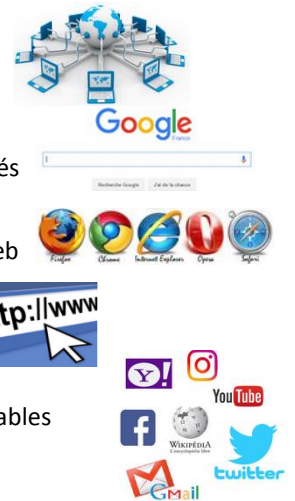 Google
France
és
Recherche Google J'ai de la chance
eb
Firefox Chrome Internet Explorer Opera Safari
tp://www
Y!
You Tube
ables
f
WIKIPÉDIA
L'encyclopédie libre
twitter
GMail